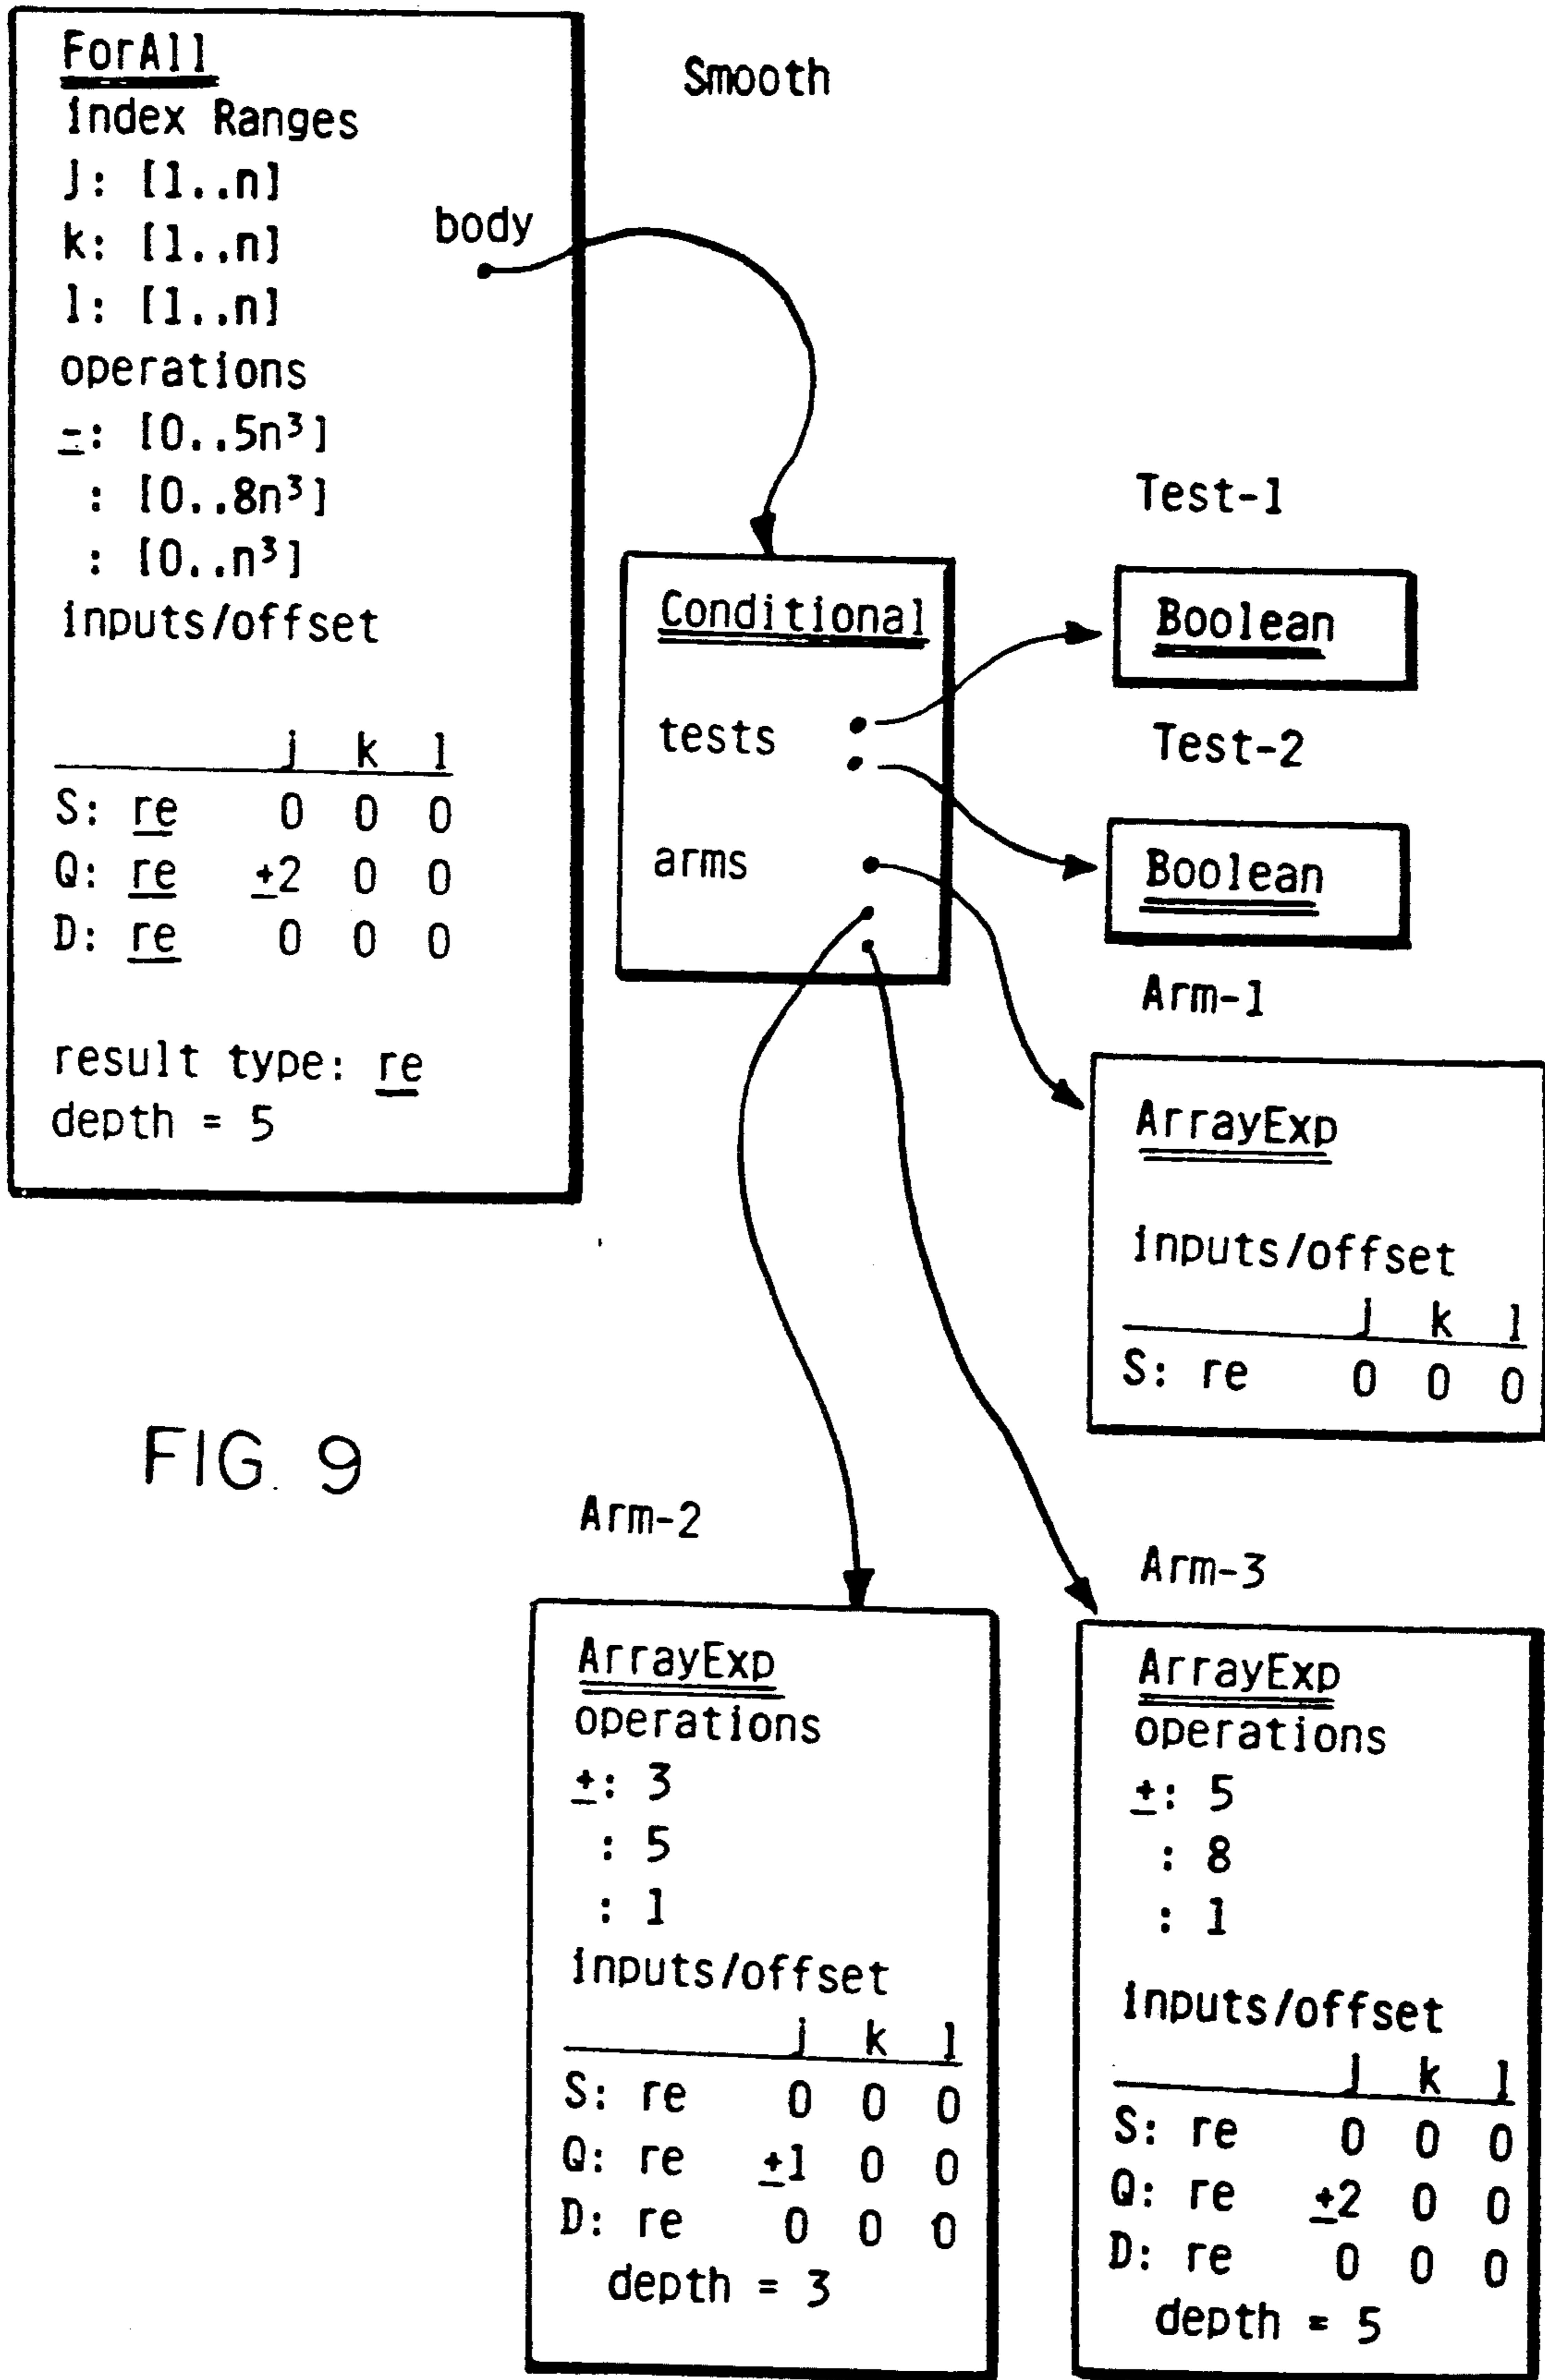 ForAll
index Ranges
j: [1..n]
k: [1..n]
l: [1..n]
operations
-: [0..5n³]
: [0..8n³]
: [0..n³]
inputs/offset
j k l
S: re 0 0 0
Q: re ±2 0 0
D: re 0 0 0
result type: re
depth = 5
body
Smooth
Conditional
tests
arms
Test-1
Boolean
Test-2
Boolean
Arm-1
ArrayExp
inputs/offset
j k l
S: re 0 0 0
FIG. 9
Arm-2
ArrayExp
operations
±: 3
: 5
: 1
inputs/offset
j k l
S: re 0 0 0
Q: re ±1 0 0
D: re 0 0 0
depth = 3
Arm-3
ArrayExp
operations
±: 5
: 8
: 1
inputs/offset
j k l
S: re 0 0 0
Q: re ±2 0 0
D: re 0 0 0
depth = 5